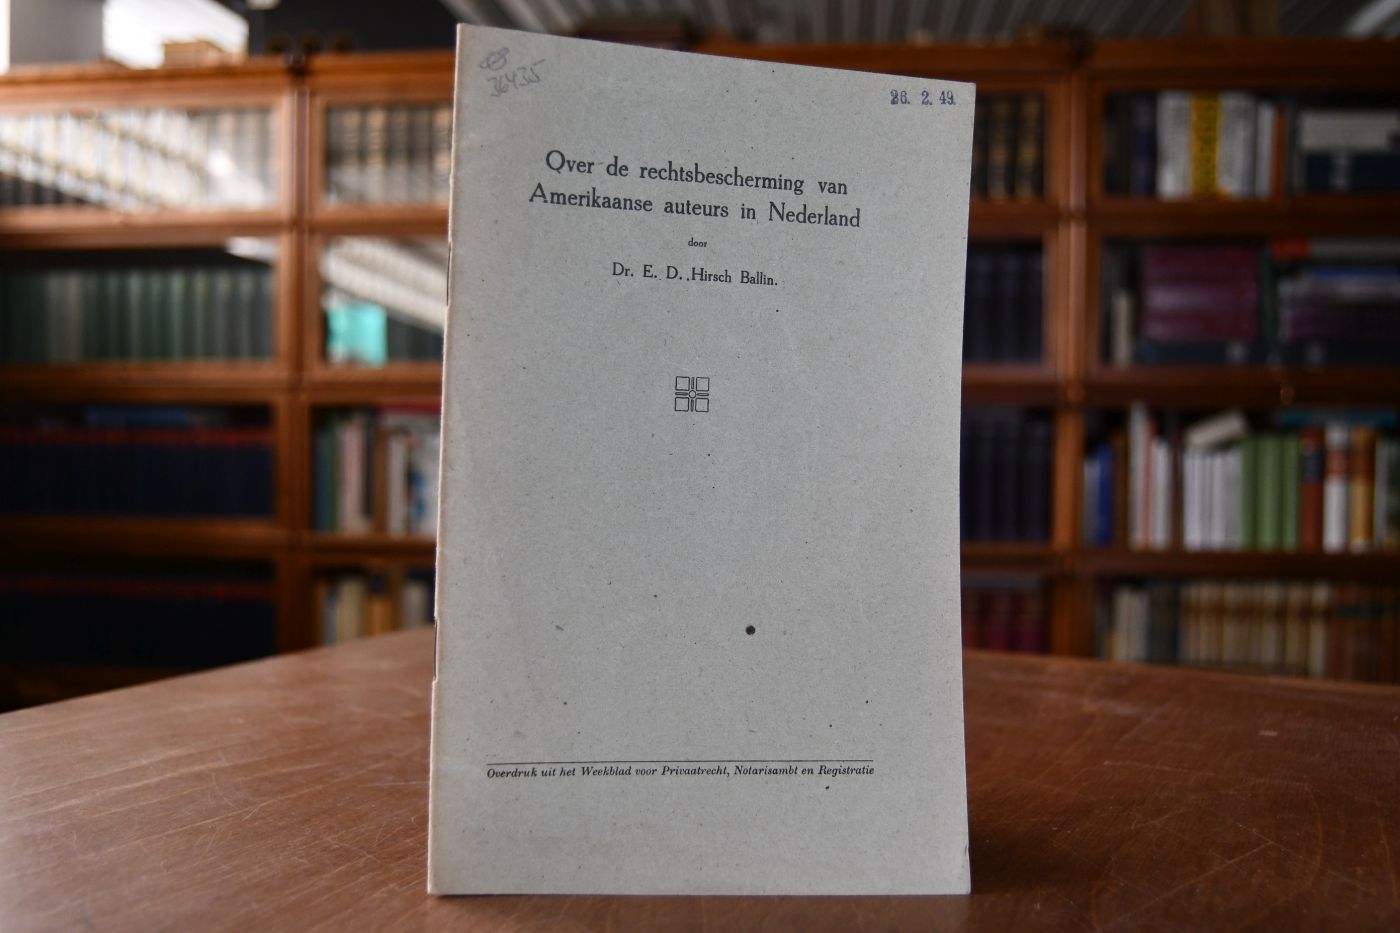 36435
26. 2. 49.
Over de rechtsbescherming van
Amerikaanse auteurs in Nederland
door
Dr. E. D. Hirsch Ballin.
Overdruk uit het Weekblad voor Privaatrecht, Notarisambt en Registratie